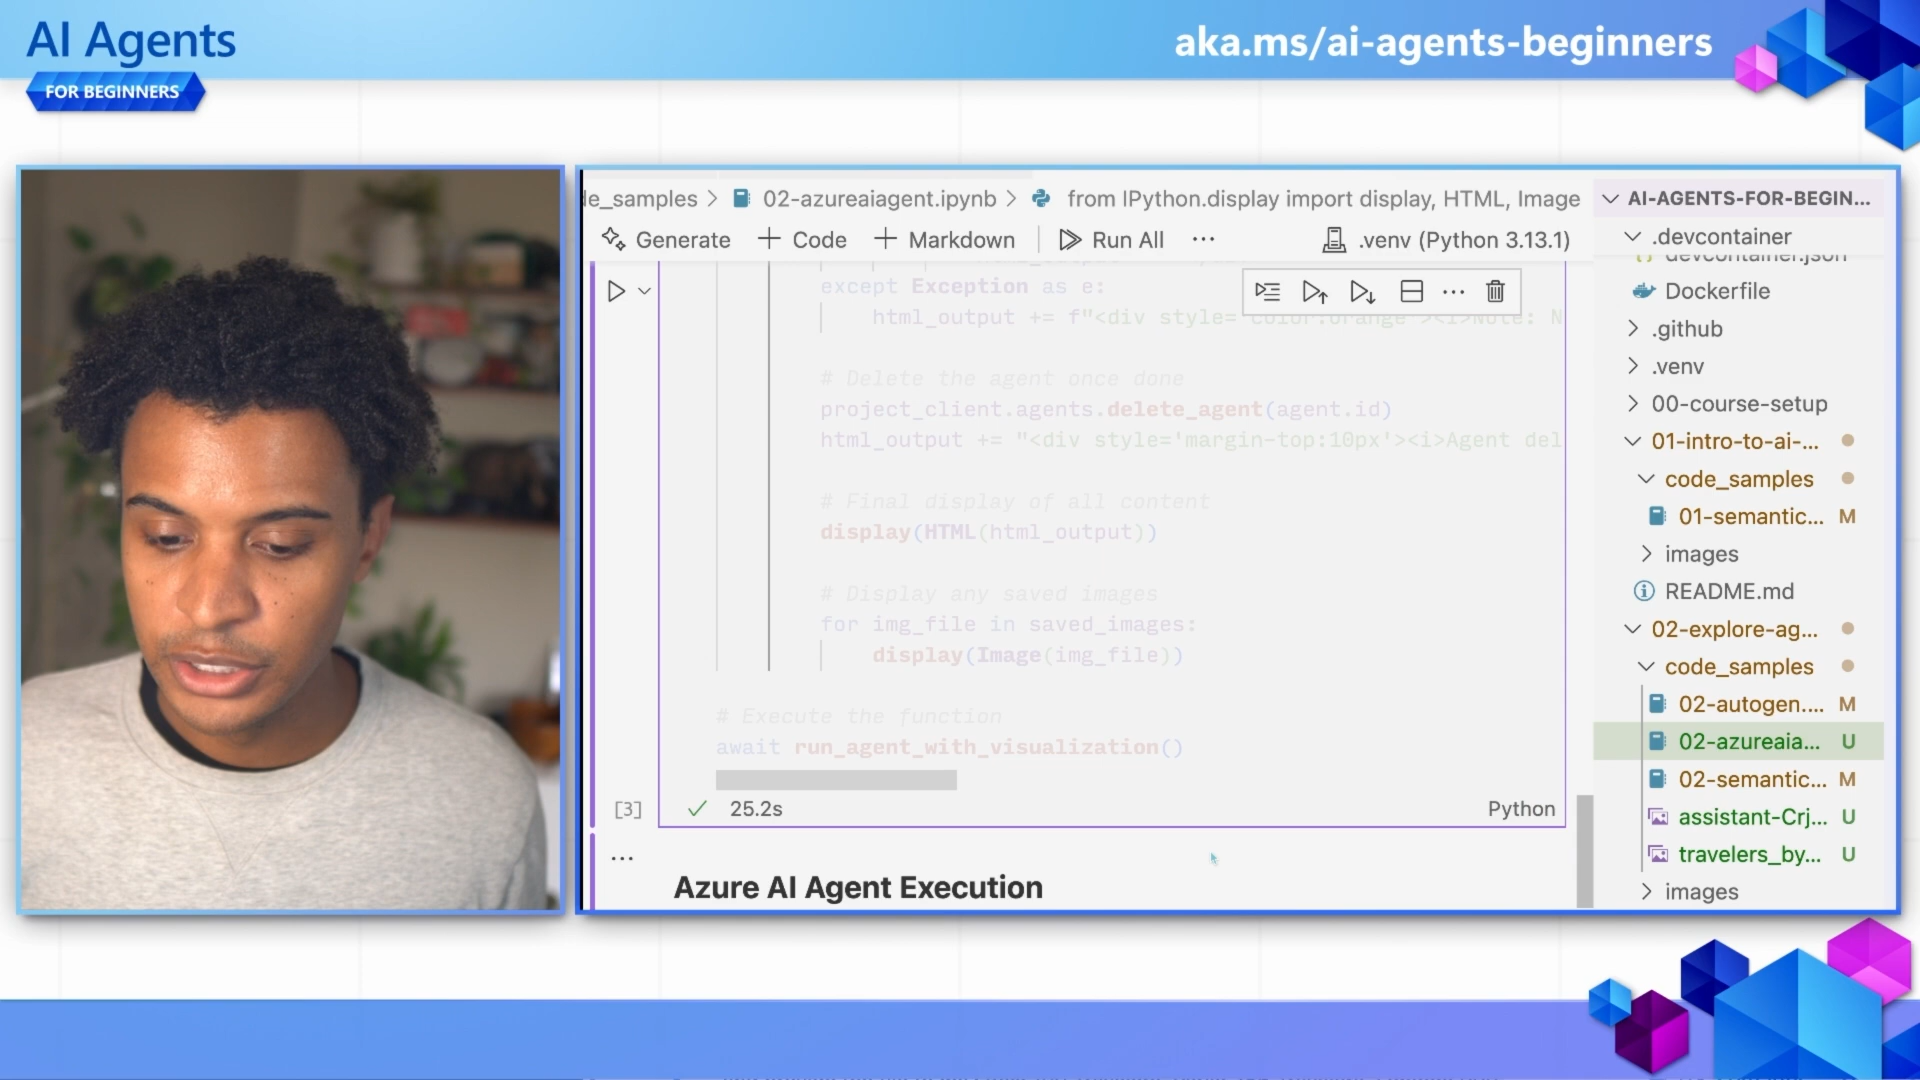 AI Agents
FOR BEGINNERS
aka.ms/ai-agents-beginners
de_samples > 02-azureaiagent.ipynb > from IPython.display import display, HTML, Image
Generate + Code + Markdown Run All ... .venv (Python 3.13.1)
except Exception as e:
html_output += f"<div style='color:orange'><i>Note: N
# Delete the agent once done
project_client.agents.delete_agent(agent.id)
html_output += "<div style='margin-top:10px'><i>Agent del
# Final display of all content
display(HTML(html_output))
# Display any saved images
for img_file in saved_images:
display(Image(img_file))
# Execute the function
await run_agent_with_visualization()
[3] 25.2s Python
...
Azure AI Agent Execution
AI-AGENTS-FOR-BEGIN...
.devcontainer
devcontainer.json
Dockerfile
.github
.venv
00-course-setup
01-intro-to-ai-...
code_samples
01-semantic... M
images
README.md
02-explore-ag...
code_samples
02-autogen.... M
02-azureaia... U
02-semantic... M
assistant-Crj... U
travelers_by... U
images